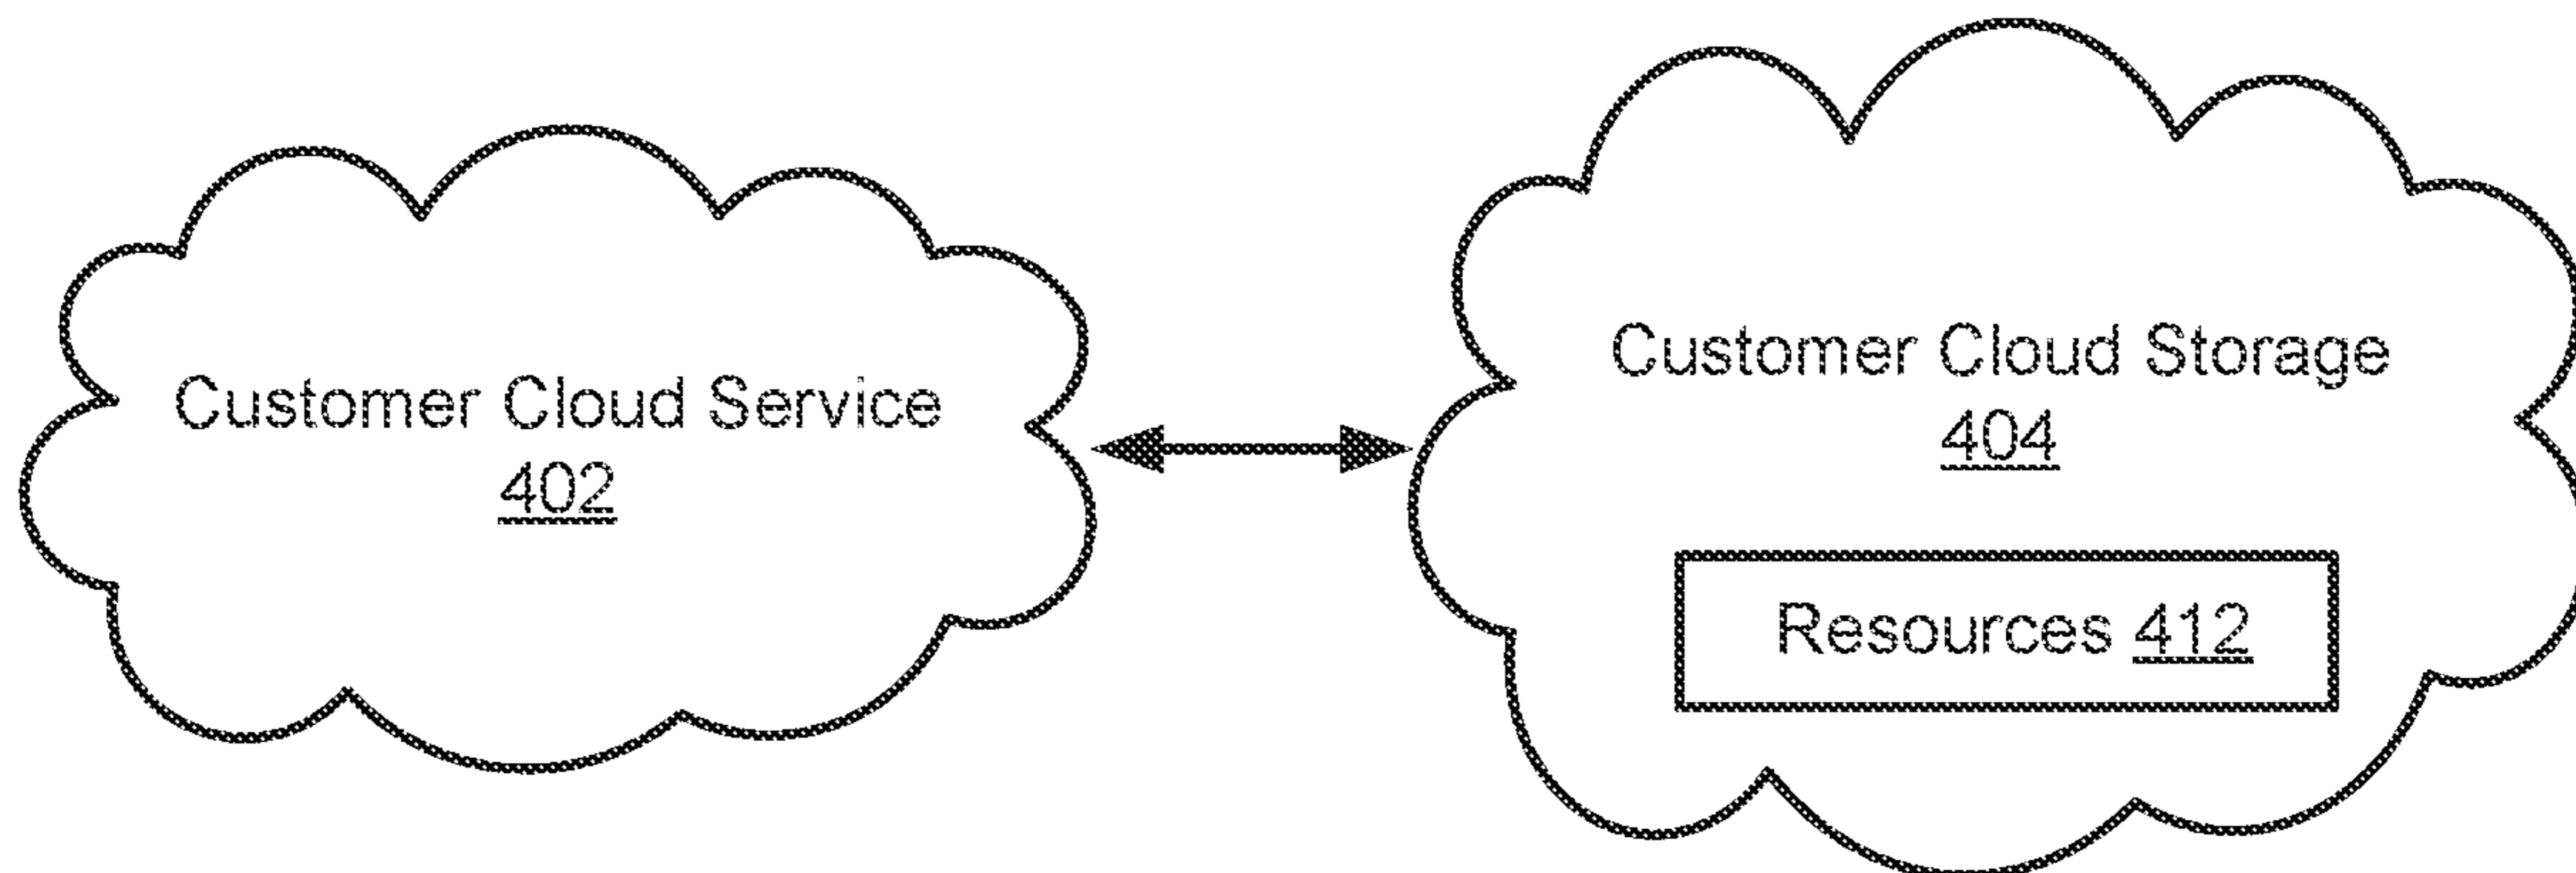 Customer Cloud Service
402
Customer Cloud Storage
404
Resources 412